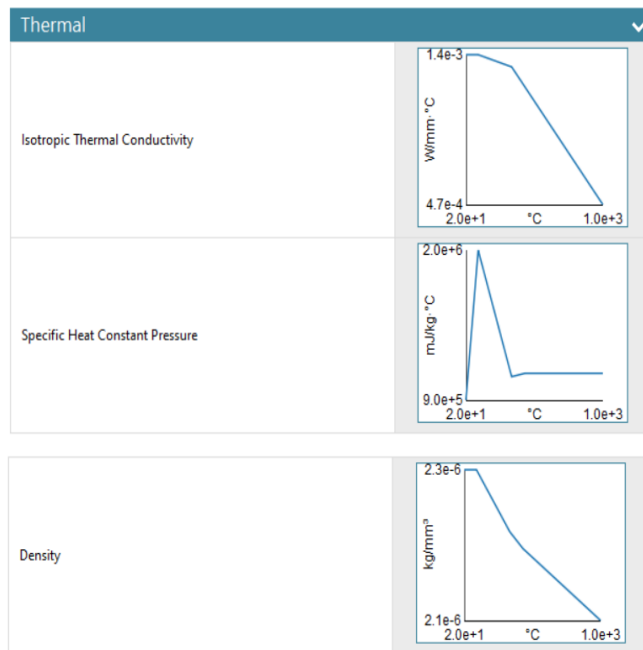 Thermal
1.4e-3
W/mm·°C
Isotropic Thermal Conductivity
4.7e-4
2.0e+1 °C 1.0e+3
2.0e+6
mJ/kg·°C
Specific Heat Constant Pressure
9.0e+5
2.0e+1 °C 1.0e+3
2.3e-6
kg/mm³
Density
2.1e-6
2.0e+1 °C 1.0e+3